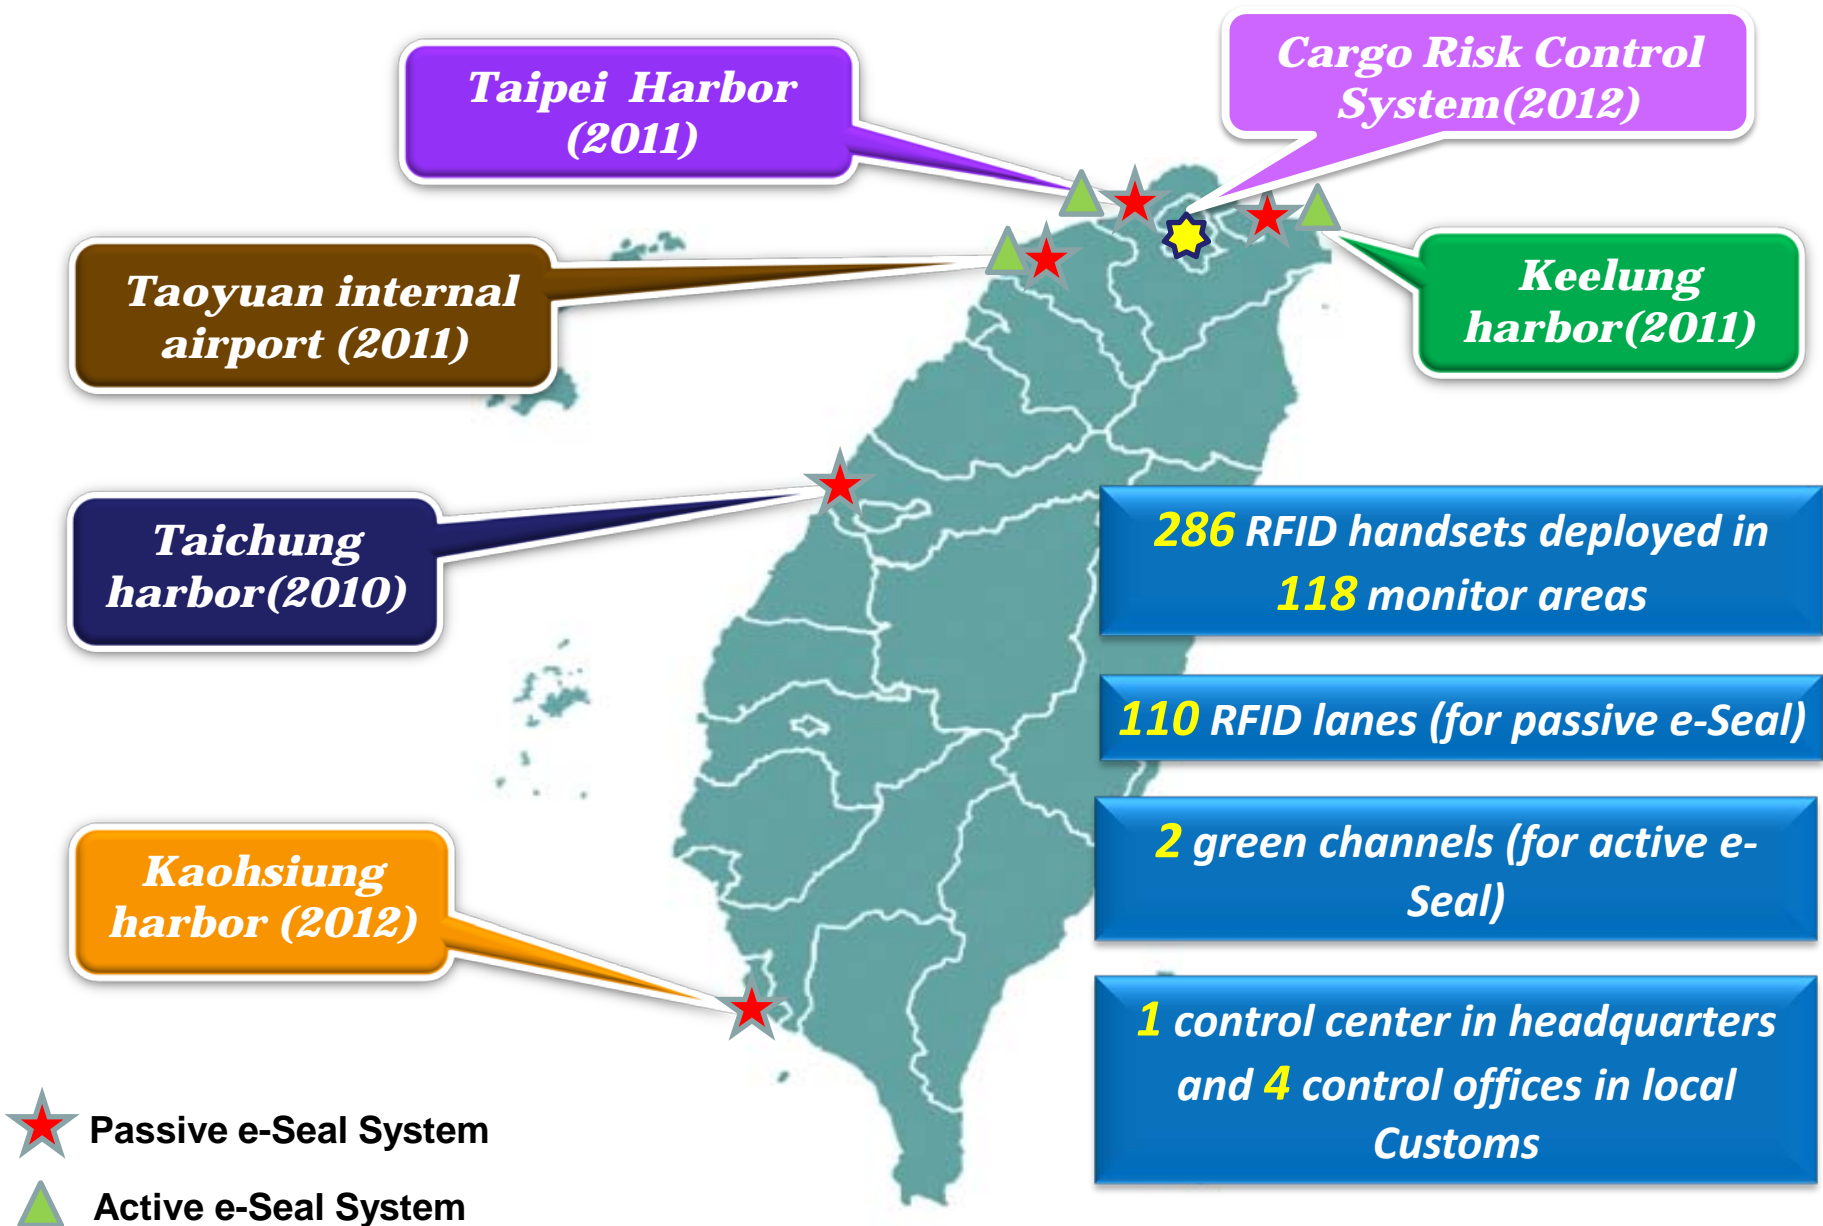 Taipei Harbor
(2011)
Cargo Risk Control
System(2012)
Taoyuan internal
airport (2011)
Keelung
harbor(2011)
Taichung
harbor(2010)
286 RFID handsets deployed in
118 monitor areas
110 RFID lanes (for passive e-Seal)
2 green channels (for active e-
Seal)
Kaohsiung
harbor (2012)
1 control center in headquarters
and 4 control offices in local
Customs
Passive e-Seal System
Active e-Seal System